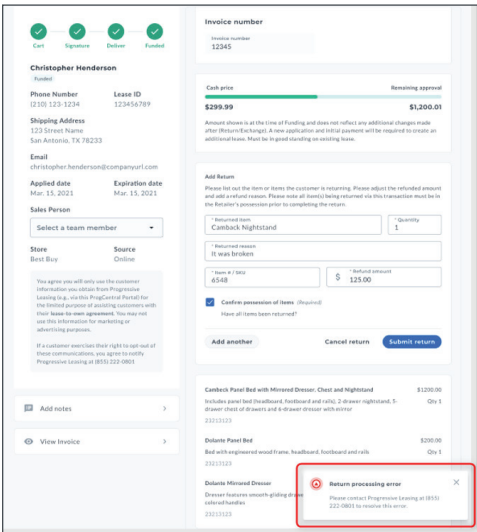 Cart Signature Deliver Funded
Christopher Henderson
Funded
Phone Number Lease ID
(210) 123-1234 123456789
Shipping Address
123 Street Name
San Antonio, TX 78233
Email
christopher.henderson@companyurl.com
Applied date Expiration date
Mar. 15, 2021 Mar. 15, 2021
Sales Person
Select a team member
Store Source
Best Buy Online
You agree you will only use the customer
information you obtain from Progressive
Leasing (e.g., via this ProgCentral Portal) for
the limited purpose of assisting customers with
their lease-to-own agreement. You may not
use this information for marketing or
advertising purposes.
If a customer exercises their right to opt-out of
these communications, you agree to notify
Progressive Leasing at (855) 222-0801
Add notes
View Invoice
Invoice number
Invoice number
12345
Cash price Remaining approval
$299.99 $1,200.01
Amount shown is at the time of Funding and does not reflect any additional changes made
after (Return/Exchange). A new application and initial payment will be required to create an
additional lease. Must be in good standing on existing lease.
Add Return
Please list out the item or items the customer is returning. Please adjust the refunded amount
and add a refund reason. Please note all item(s) being returned via this transaction must be in
the Retailer's possession prior to completing the return.
* Returned item * Quantity
Camback Nightstand 1
* Returned reason
It was broken
* Item # / SKU * Refund amount
6548 $ 125.00
Confirm possession of items (Required)
Have all items been returned?
Add another Cancel return Submit return
Cambeck Panel Bed with Mirrored Dresser, Chest and Nightstand $1200.00
Includes panel bed (headboard, footboard and rails), 2-drawer nightstand, 5-
drawer chest of drawers and 6-drawer dresser with mirror Qty 1
23213123
Dolante Panel Bed $200.00
Bed with engineered wood frame, headboard, footboard and rails Qty 1
23213123
Dolante Mirrored Dresser
Dresser features smooth-gliding
colored handles
23213123
Return processing error
Please contact Progressive Leasing at (855)
222-0801 to resolve this error.